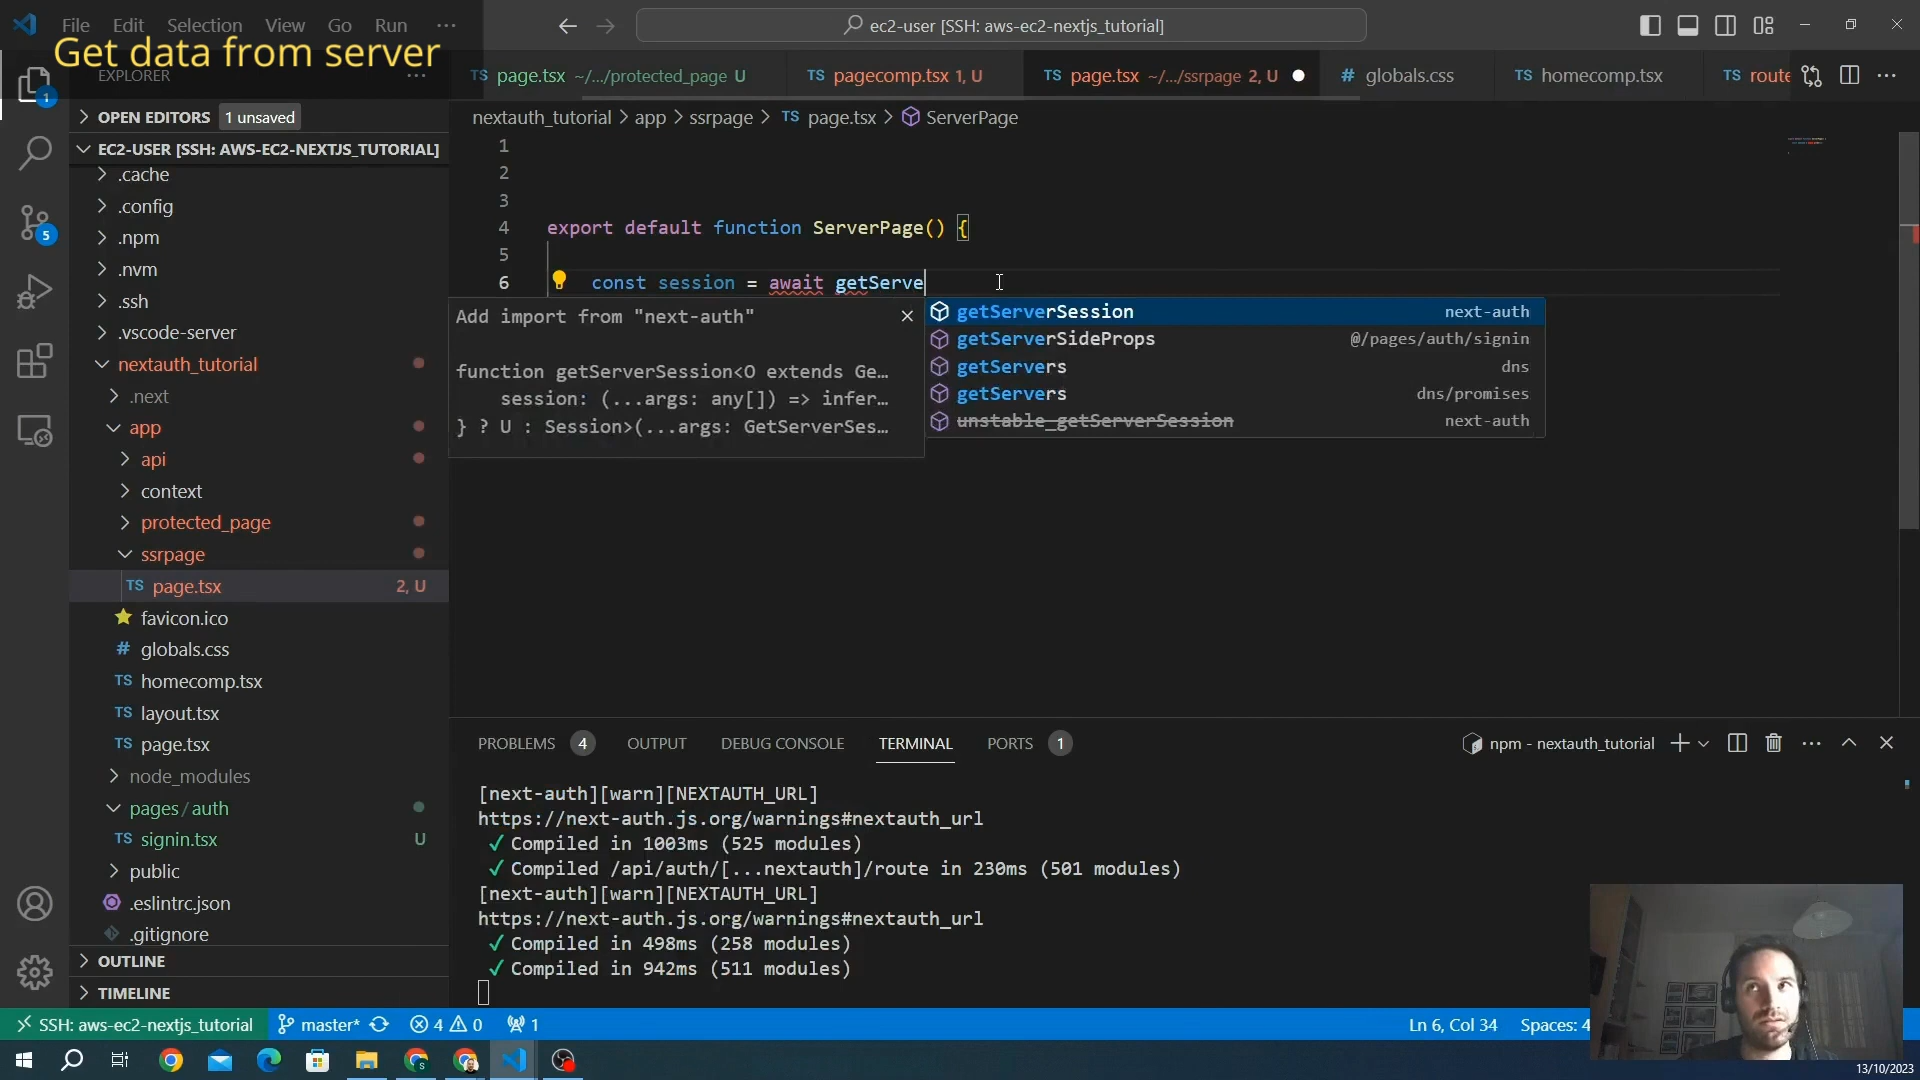 File Edit Selection View Go Run ···
ec2-user [SSH: aws-ec2-nextjs_tutorial]
Get data from server
EXPLORER
TS page.tsx ~/.../protected_page U
TS pagecomp.tsx 1, U
TS page.tsx ~/.../ssrpage 2, U
# globals.css
TS homecomp.tsx
TS route
OPEN EDITORS 1 unsaved
nextauth_tutorial > app > ssrpage > TS page.tsx > ServerPage
EC2-USER [SSH: AWS-EC2-NEXTJS_TUTORIAL]
.cache
.config
.npm
.nvm
.ssh
.vscode-server
nextauth_tutorial
.next
app
api
context
protected_page
ssrpage
TS page.tsx 2, U
favicon.ico
# globals.css
TS homecomp.tsx
TS layout.tsx
TS page.tsx
node_modules
pages/auth
TS signin.tsx U
public
.eslintrc.json
.gitignore
OUTLINE
TIMELINE
1
5
1
2
3
4 export default function ServerPage() {
5
6 const session = await getServe
Add import from "next-auth"
function getServerSession<O extends Ge…
session: (...args: any[]) => infer…
} ? U : Session>(...args: GetServerSes…
getServerSession next-auth
getServerSideProps @/pages/auth/signin
getServers dns
getServers dns/promises
unstable_getServerSession next-auth
PROBLEMS 4 OUTPUT DEBUG CONSOLE TERMINAL PORTS 1
npm - nextauth_tutorial
[next-auth][warn][NEXTAUTH_URL]
https://next-auth.js.org/warnings#nextauth_url
✓ Compiled in 1003ms (525 modules)
✓ Compiled /api/auth/[...nextauth]/route in 230ms (501 modules)
[next-auth][warn][NEXTAUTH_URL]
https://next-auth.js.org/warnings#nextauth_url
✓ Compiled in 498ms (258 modules)
✓ Compiled in 942ms (511 modules)
SSH: aws-ec2-nextjs_tutorial master* 4 0 1
Ln 6, Col 34 Spaces: 4
13/10/2023